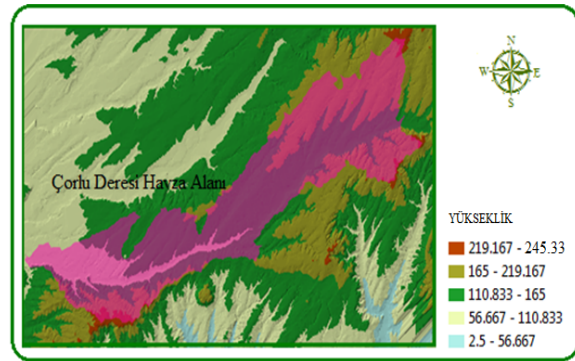 N
W E
S
Çorlu Deresi Havza Alanı
YÜKSEKLİK
219.167 - 245.33
165 - 219.167
110.833 - 165
56.667 - 110.833
2.5 - 56.667